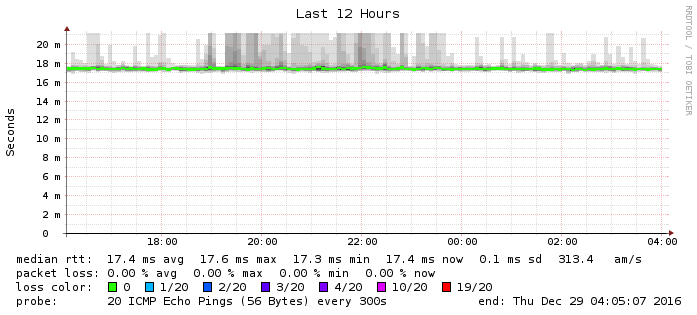 Last 12 Hours
RRDTOOL / TOBI OETIKER
Seconds
20 m
18 m
16 m
14 m
12 m
10 m
8 m
6 m
4 m
2 m
0
18:00 20:00 22:00 00:00 02:00 04:00
median rtt: 17.4 ms avg 17.6 ms max 17.3 ms min 17.4 ms now 0.1 ms sd 313.4 am/s
packet loss: 0.00 % avg 0.00 % max 0.00 % min 0.00 % now
loss color: 0 1/20 2/20 3/20 4/20 10/20 19/20
probe: 20 ICMP Echo Pings (56 Bytes) every 300s end: Thu Dec 29 04:05:07 2016